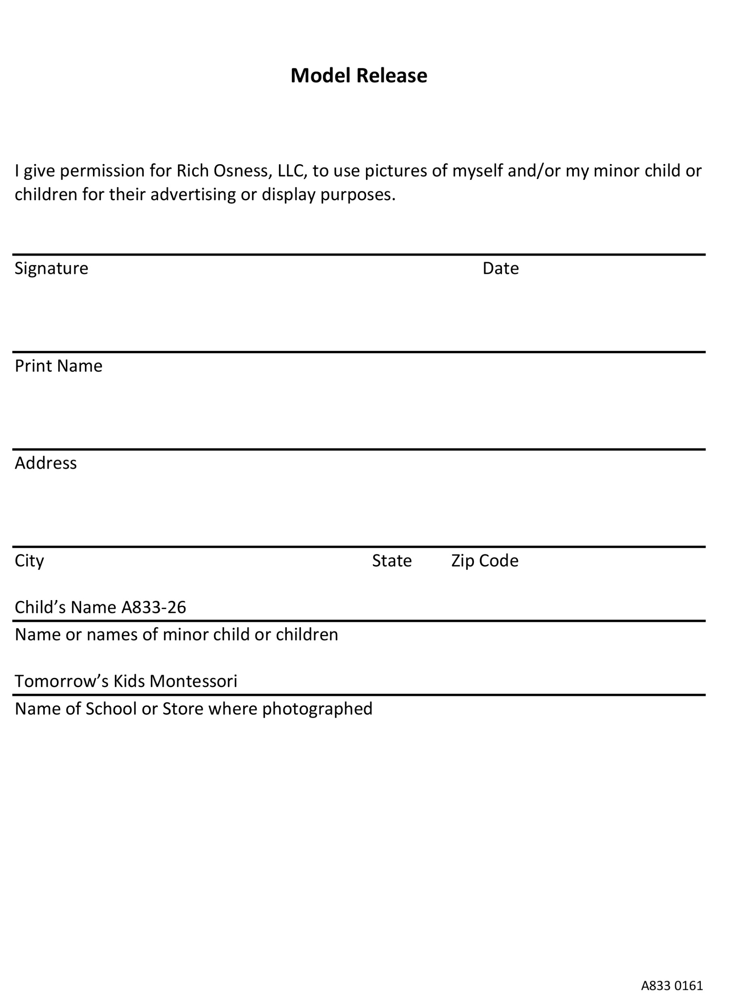 Model Release
I give permission for Rich Osness, LLC, to use pictures of myself and/or my minor child or
children for their advertising or display purposes.
Signature Date
Print Name
Address
City State Zip Code
Child’s Name A833-26
Name or names of minor child or children
Tomorrow’s Kids Montessori
Name of School or Store where photographed
A833 0161